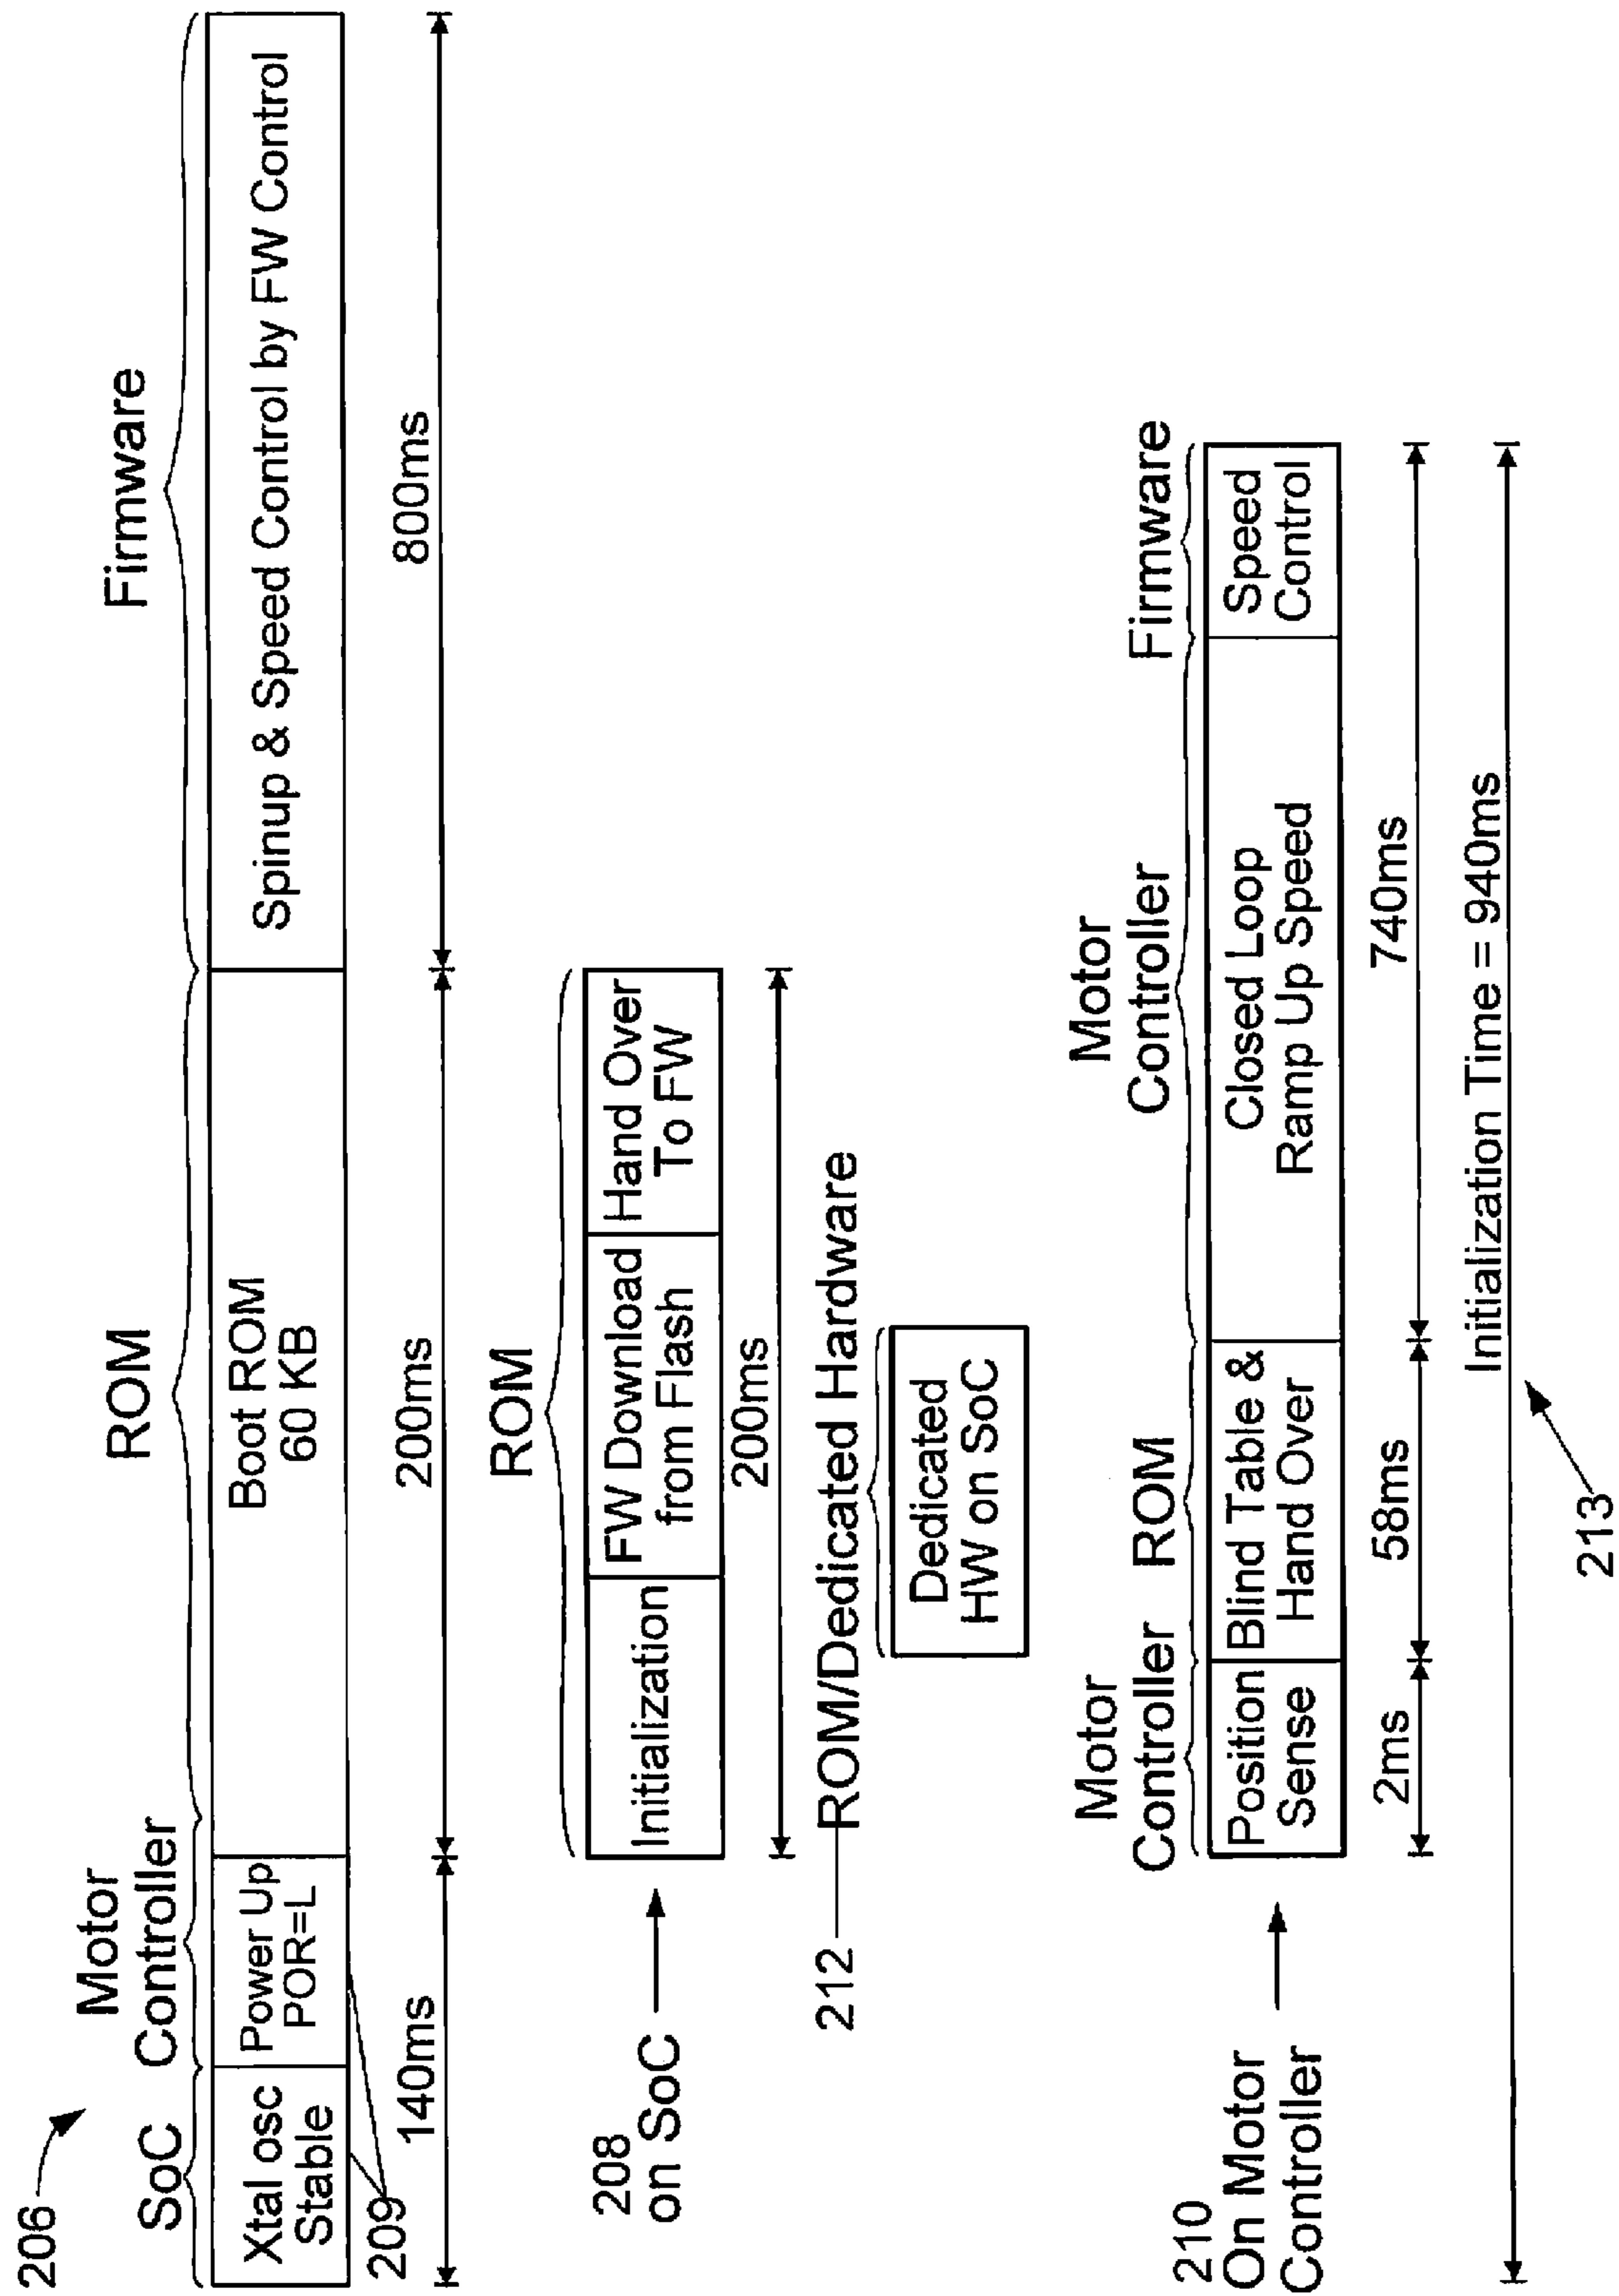 206
SoC
Motor
Controller
ROM
Firmware
Xtal osc
Stable
Power Up
POR=L
Boot ROM
60 KB
Spinup & Speed Control by FW Control
209
140ms
200ms
800ms
208
on SoC
ROM
Initialization
FW Download
from Flash
Hand Over
To FW
200ms
212
ROM/Dedicated Hardware
Dedicated
HW on SoC
210
On Motor
Controller
Motor
Controller
ROM
Motor
Controller
Firmware
Position
Sense
Blind Table &
Hand Over
Closed Loop
Ramp Up Speed
Speed
Control
2ms
58ms
740ms
Initialization Time = 940ms
213